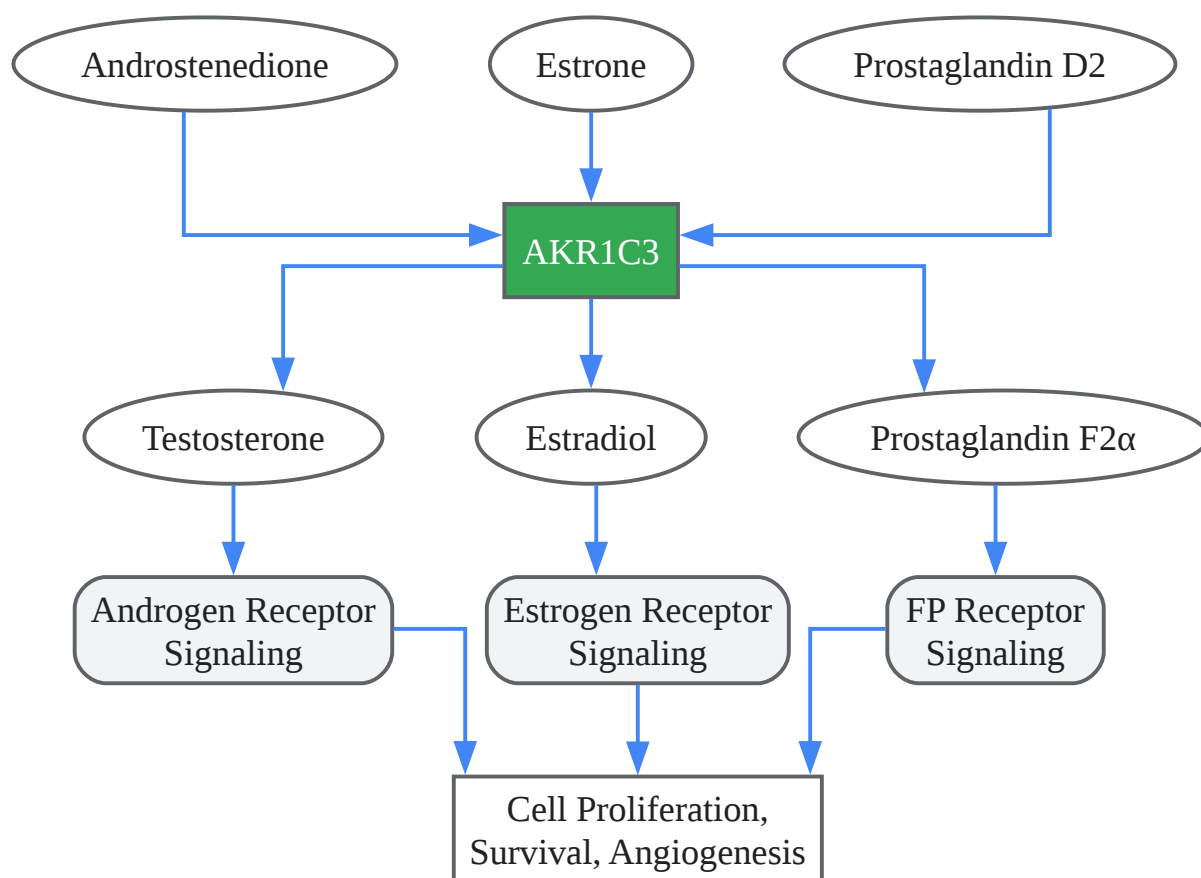 Androstenedione
Estrone
Prostaglandin D2
AKR1C3
Testosterone
Estradiol
Prostaglandin F2α
Androgen Receptor
Signaling
Estrogen Receptor
Signaling
FP Receptor
Signaling
Cell Proliferation,
Survival, Angiogenesis